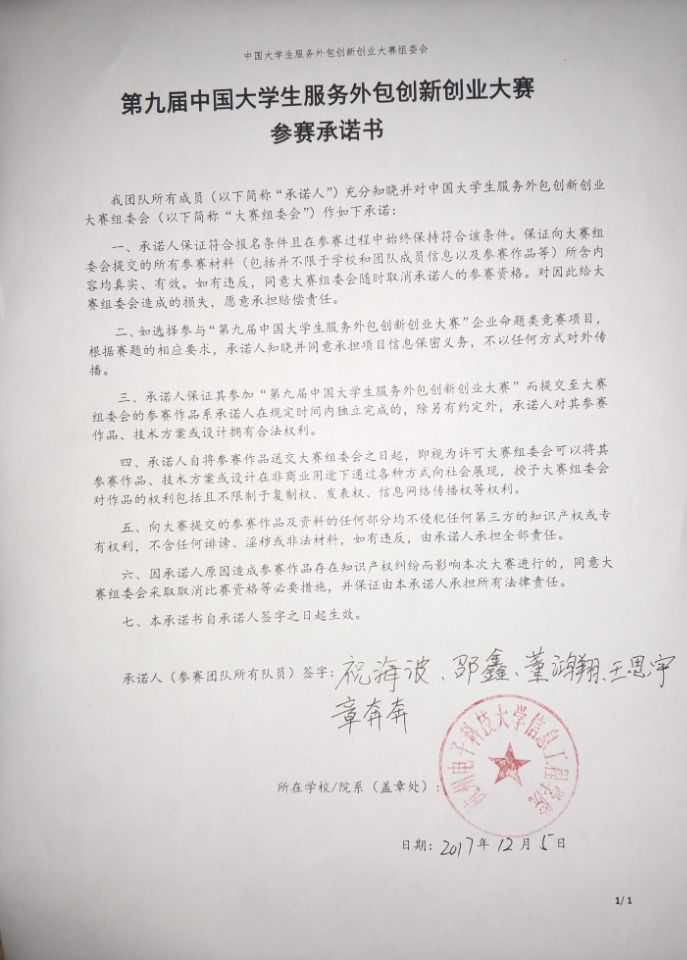 中国大学生服务外包创新创业大赛组委会
第九届中国大学生服务外包创新创业大赛
参赛承诺书
我团队所有成员（以下简称“承诺人”）充分知晓并对中国大学生服务外包创新创业
大赛组委会（以下简称“大赛组委会”）作如下承诺：
一、承诺人保证符合报名条件且在参赛过程中始终保持符合该条件。保证向大赛组
委会提交的所有参赛材料（包括并不限于学校和团队成员信息以及参赛作品等）所含内
容均真实、有效。如有违反，同意大赛组委会随时取消承诺人的参赛资格。对因此给大
赛组委会造成的损失，愿意承担赔偿责任。
二、如选择参与“第九届中国大学生服务外包创新创业大赛”企业命题类竞赛项目，
根据赛题的相应要求，承诺人知晓并同意承担项目信息保密义务，不以任何方式对外传
播。
三、承诺人保证其参加“第九届中国大学生服务外包创新创业大赛”而提交至大赛
组委会的参赛作品系承诺人在规定时间内独立完成的，除另有约定外，承诺人对其参赛
作品、技术方案或设计拥有合法权利。
四、承诺人自将参赛作品送交大赛组委会之日起，即视为许可大赛组委会可以将其
参赛作品、技术方案或设计在非商业用途下通过各种方式向社会展现，授予大赛组委会
对作品的权利包括且不限制于复制权、发表权、信息网络传播权等权利。
五、向大赛提交的参赛作品及资料的任何部分均不侵犯任何第三方的知识产权或专
有权利，不含任何诽谤、淫秽或非法材料，如有违反，由承诺人承担全部责任。
六、因承诺人原因造成参赛作品存在知识产权纠纷而影响本次大赛进行的，同意大
赛组委会采取取消比赛资格等必要措施，并保证由本承诺人承担所有法律责任。
七、本承诺书自承诺人签字之日起生效。
承诺人（参赛团队所有队员）签字：祝海波、邵鑫、董鸿翔、王思宇
章奔奔
杭州电子科技大学信息工程学院
所在学校/院系（盖章处）：
日期：2017年12月5日
1/1